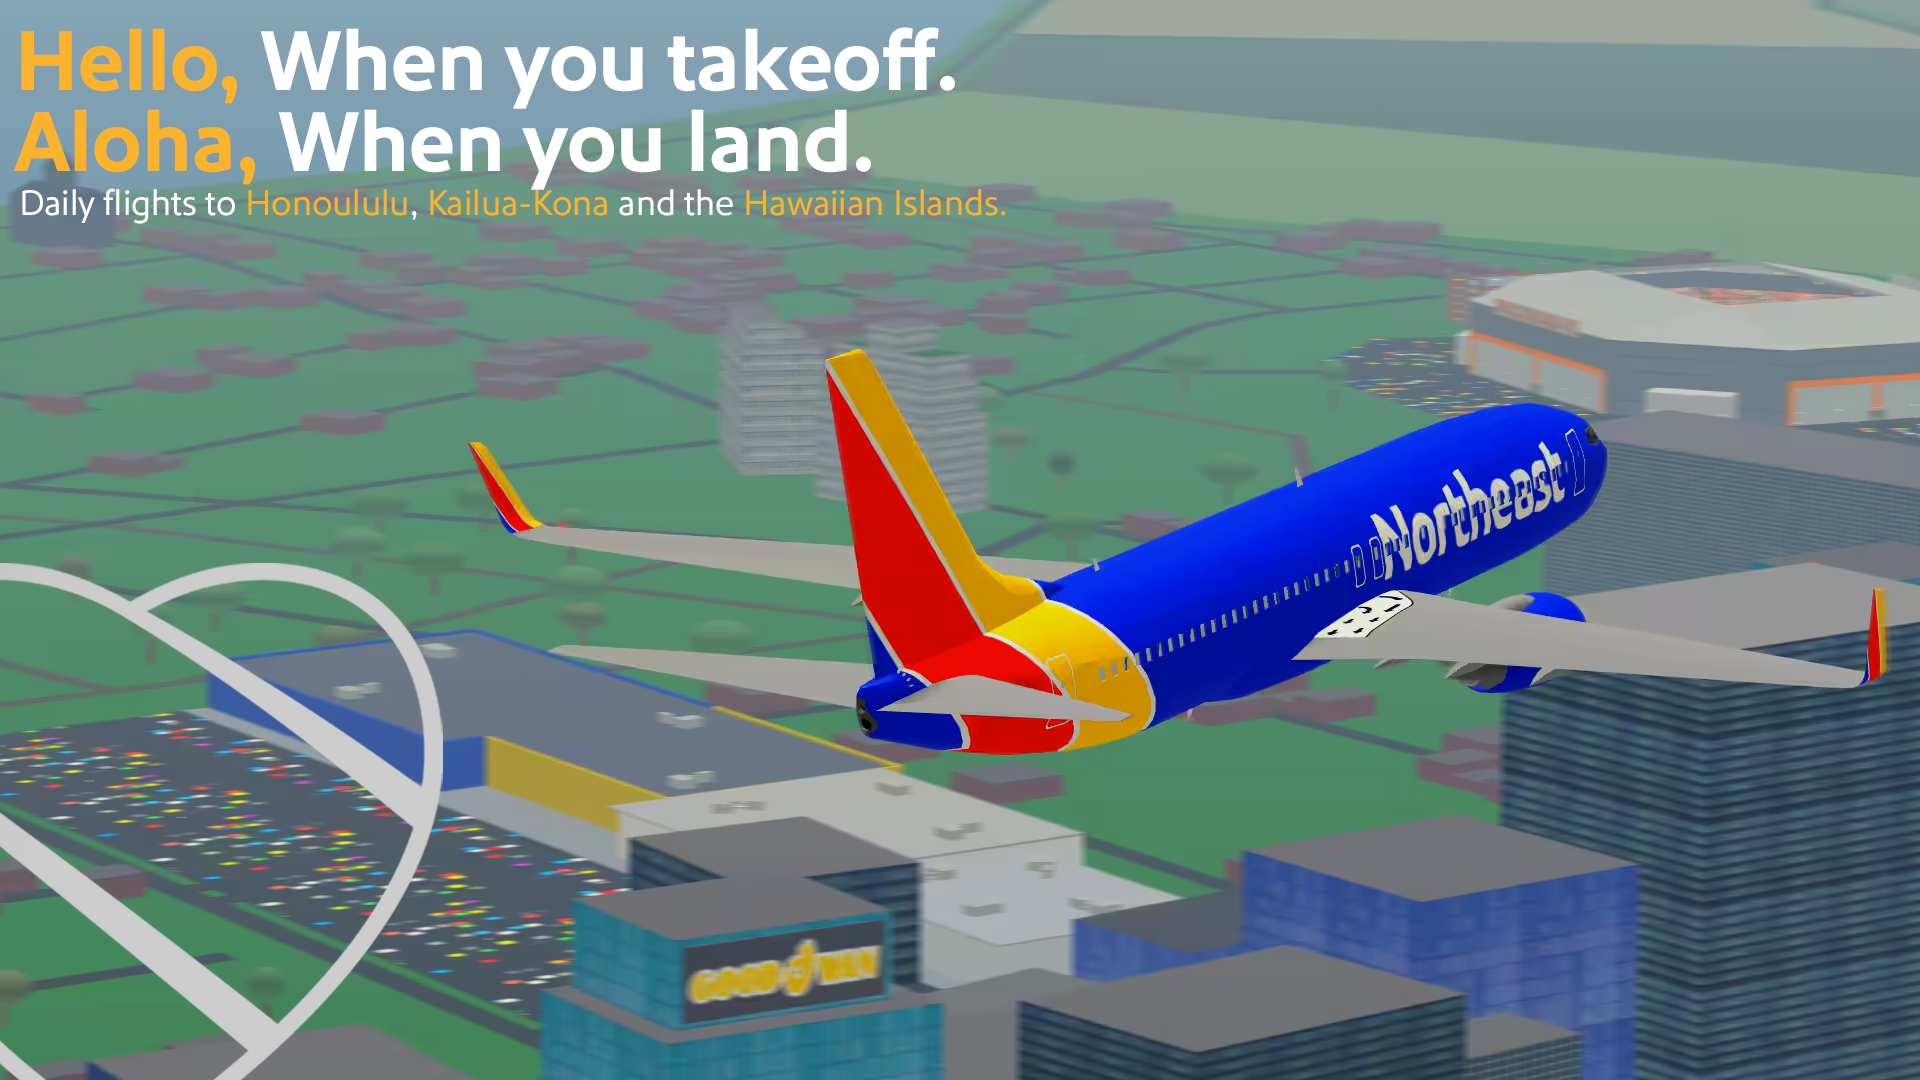 Hello, When you takeoff.
Aloha, When you land.
Daily flights to Honoululu, Kailua-Kona and the Hawaiian Islands.
Northeast